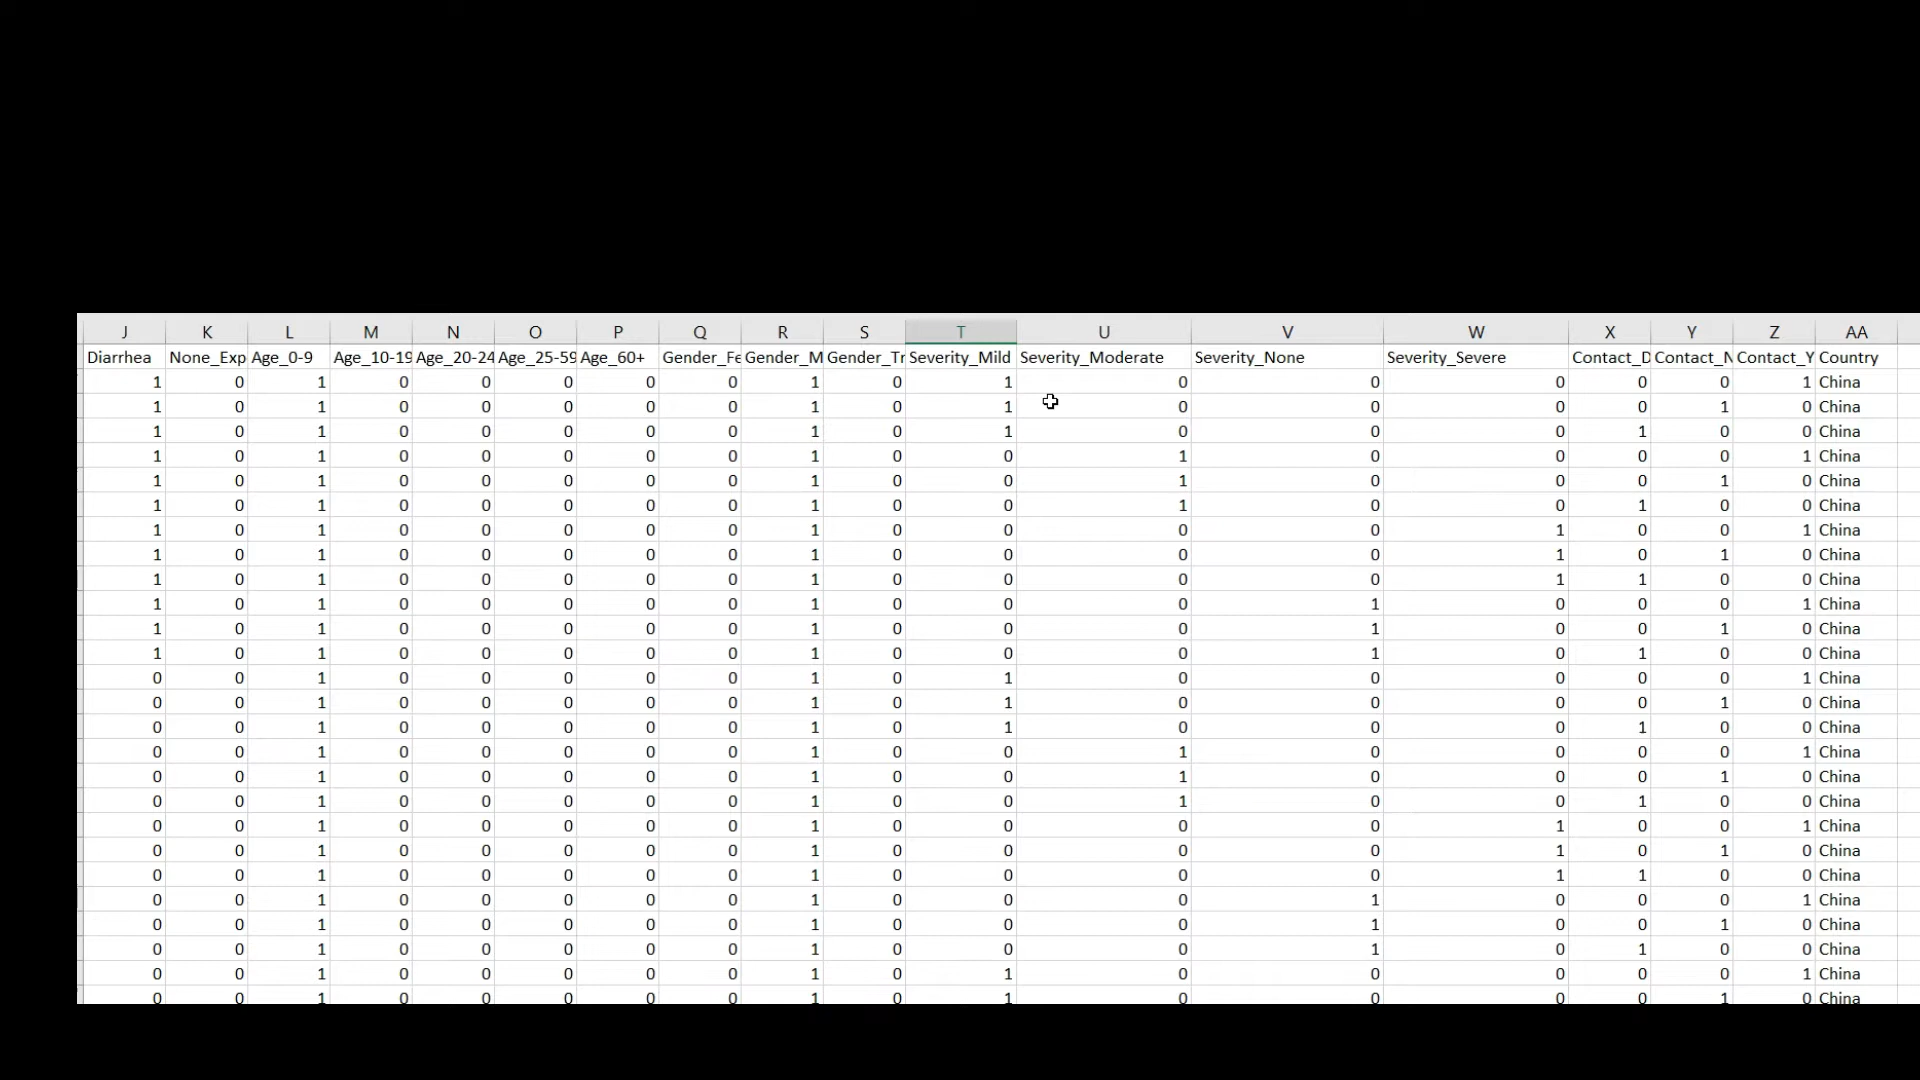 J K L M N O P Q R S T U V W X Y Z AA
Diarrhea None_Exp Age_0-9 Age_10-19 Age_20-24 Age_25-59 Age_60+ Gender_Fe Gender_M Gender_Tr Severity_Mild Severity_Moderate Severity_None Severity_Severe Contact_D Contact_N Contact_Y Country
1 0 1 0 0 0 0 0 1 0 1 0 0 0 0 0 1 China
1 0 1 0 0 0 0 0 1 0 1 0 0 0 0 1 0 China
1 0 1 0 0 0 0 0 1 0 1 0 0 0 1 0 0 China
1 0 1 0 0 0 0 0 1 0 0 1 0 0 0 0 1 China
1 0 1 0 0 0 0 0 1 0 0 1 0 0 0 1 0 China
1 0 1 0 0 0 0 0 1 0 0 1 0 0 1 0 0 China
1 0 1 0 0 0 0 0 1 0 0 0 0 1 0 0 1 China
1 0 1 0 0 0 0 0 1 0 0 0 0 1 0 1 0 China
1 0 1 0 0 0 0 0 1 0 0 0 0 1 1 0 0 China
1 0 1 0 0 0 0 0 1 0 0 0 1 0 0 0 1 China
1 0 1 0 0 0 0 0 1 0 0 0 1 0 0 1 0 China
1 0 1 0 0 0 0 0 1 0 0 0 1 0 1 0 0 China
0 0 1 0 0 0 0 0 1 0 1 0 0 0 0 0 1 China
0 0 1 0 0 0 0 0 1 0 1 0 0 0 0 1 0 China
0 0 1 0 0 0 0 0 1 0 1 0 0 0 1 0 0 China
0 0 1 0 0 0 0 0 1 0 0 1 0 0 0 0 1 China
0 0 1 0 0 0 0 0 1 0 0 1 0 0 0 1 0 China
0 0 1 0 0 0 0 0 1 0 0 1 0 0 1 0 0 China
0 0 1 0 0 0 0 0 1 0 0 0 0 1 0 0 1 China
0 0 1 0 0 0 0 0 1 0 0 0 0 1 0 1 0 China
0 0 1 0 0 0 0 0 1 0 0 0 0 1 1 0 0 China
0 0 1 0 0 0 0 0 1 0 0 0 1 0 0 0 1 China
0 0 1 0 0 0 0 0 1 0 0 0 1 0 0 1 0 China
0 0 1 0 0 0 0 0 1 0 0 0 1 0 1 0 0 China
0 0 1 0 0 0 0 0 1 0 1 0 0 0 0 0 1 China
0 0 1 0 0 0 0 0 1 0 1 0 0 0 0 1 0 China